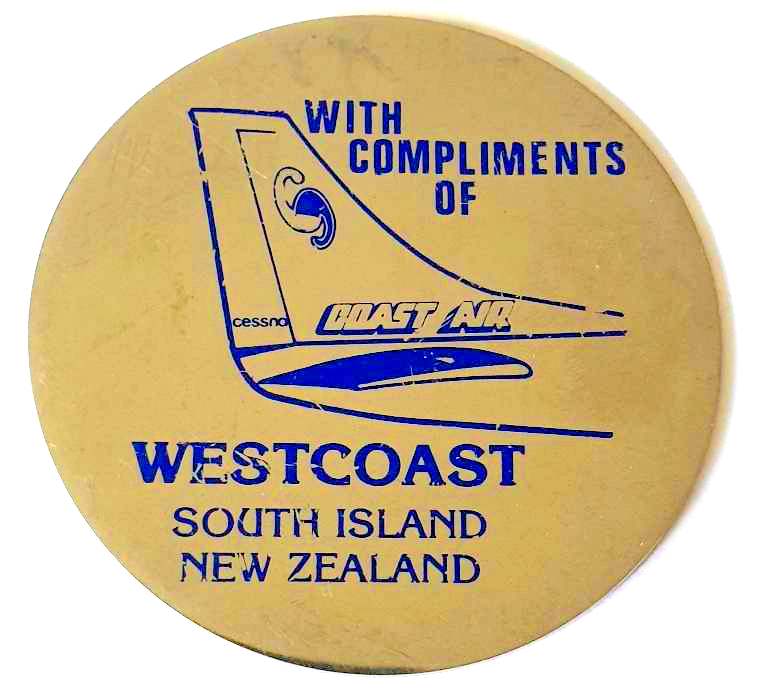 WITH
COMPLIMENTS
OF
cessna
COAST AIR
WESTCOAST
SOUTH ISLAND
NEW ZEALAND